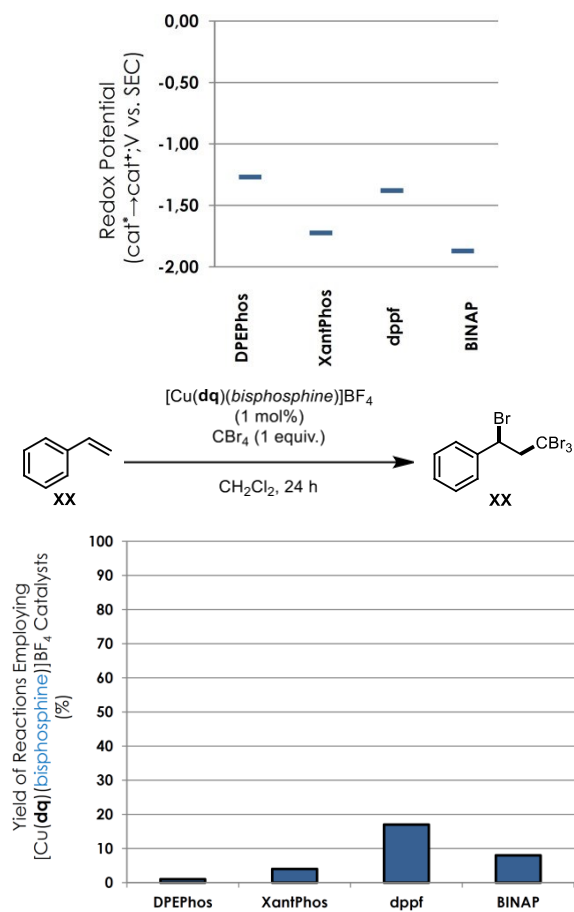 Redox Potential
(cat*→cat⁺;V vs. SEC)
0,00
-0,50
-1,00
-1,50
-2,00
DPEPhos
XantPhos
dppf
BINAP
[Cu(dq)(bisphosphine)]BF₄
(1 mol%)
CBr₄ (1 equiv.)
CH₂Cl₂, 24 h
XX
Br
CBr₃
XX
Yield of Reactions Employing
[Cu(dq)(bisphosphine)]BF₄ Catalysts
(%)
100
90
80
70
60
50
40
30
20
10
0
DPEPhos
XantPhos
dppf
BINAP